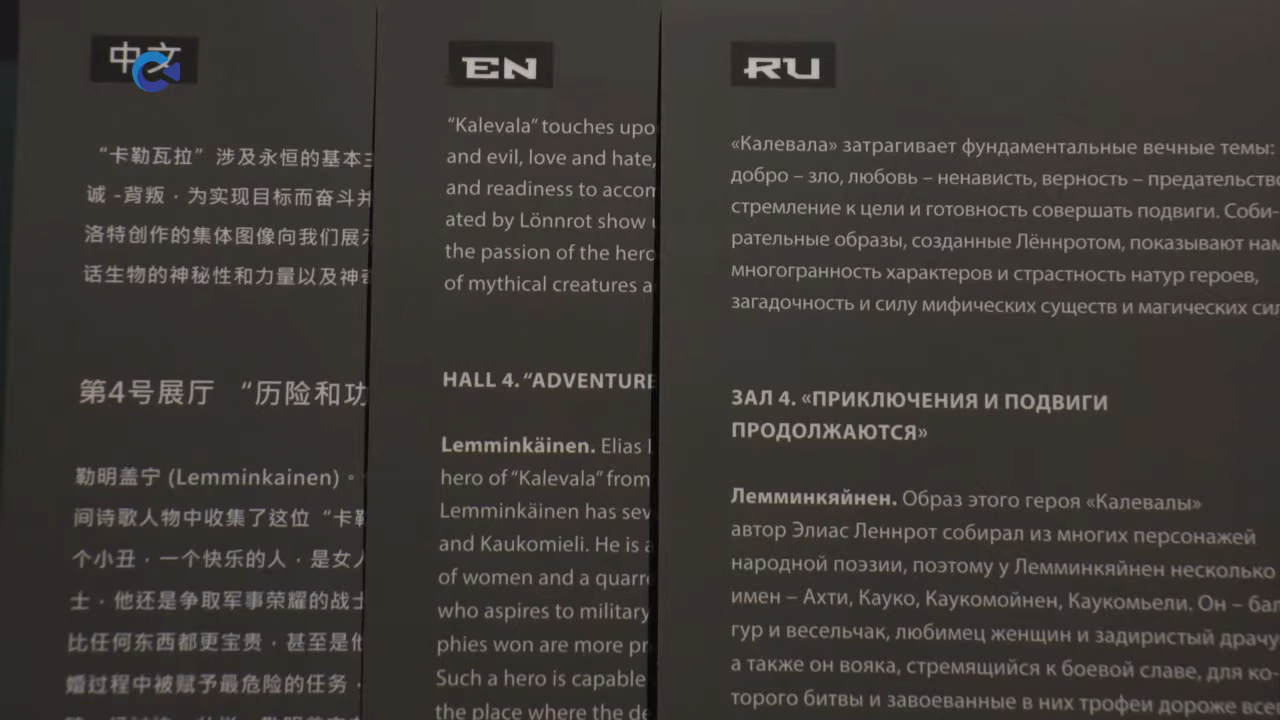 中文
“卡勒瓦拉”涉及永恒的基本
诚 -背叛，为实现目标而奋斗并
洛特创作的集体图像向我们展
话生物的神秘性和力量以及神
第4号展厅 “历险和功
勒明盖宁 (Lemminkainen)。
间诗歌人物中收集了这位“卡
个小丑，一个快乐的人，是女
士，他还是争取军事荣耀的战士
比任何东西都更宝贵，甚至是他
婚过程中被赋予最危险的任务，
EN
“Kalevala” touches upo
and evil, love and hate,
and readiness to accom
ated by Lönnrot show
the passion of the hero
of mythical creatures a
HALL 4. “ADVENTURE
Lemminkäinen. Elias
hero of “Kalevala” from
Lemminkäinen has sev
and Kaukomieli. He is a
of women and a quarre
who aspires to military
phies won are more pr
Such a hero is capable
the place where the de
RU
«Калевала» затрагивает фундаментальные вечные темы:
добро – зло, любовь – ненависть, верность – предательство
стремление к цели и готовность совершать подвиги. Соби-
рательные образы, созданные Лённротом, показывают нам
многогранность характеров и страстность натур героев,
загадочность и силу мифических существ и магических сил
ЗАЛ 4. «ПРИКЛЮЧЕНИЯ И ПОДВИГИ
ПРОДОЛЖАЮТСЯ»
Лемминкяйнен. Образ этого героя «Калевалы»
автор Элиас Леннрот собирал из многих персонажей
народной поэзии, поэтому у Лемминкяйнен несколько
имен – Ахти, Кауко, Каукомойнен, Каукомьели. Он – бал
гур и весельчак, любимец женщин и задиристый драчу
а также он вояка, стремящийся к боевой славе, для ко-
торого битвы и завоеванные в них трофеи дороже все